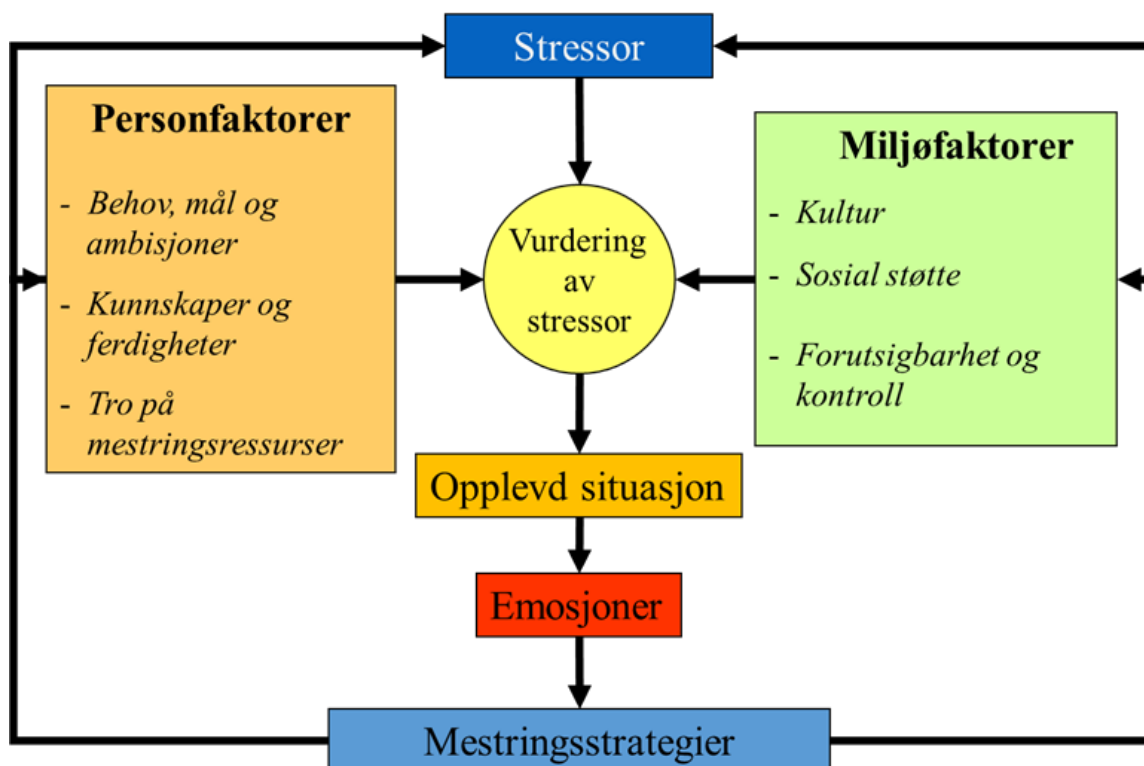 Stressor
Personfaktorer
- Behov, mål og
ambisjoner
- Kunnskaper og
ferdigheter
- Tro på
mestringsressurser
Vurdering
av
stressor
Miljøfaktorer
- Kultur
- Sosial støtte
- Forutsigbarhet og
kontroll
Opplevd situasjon
Emosjoner
Mestringsstrategier